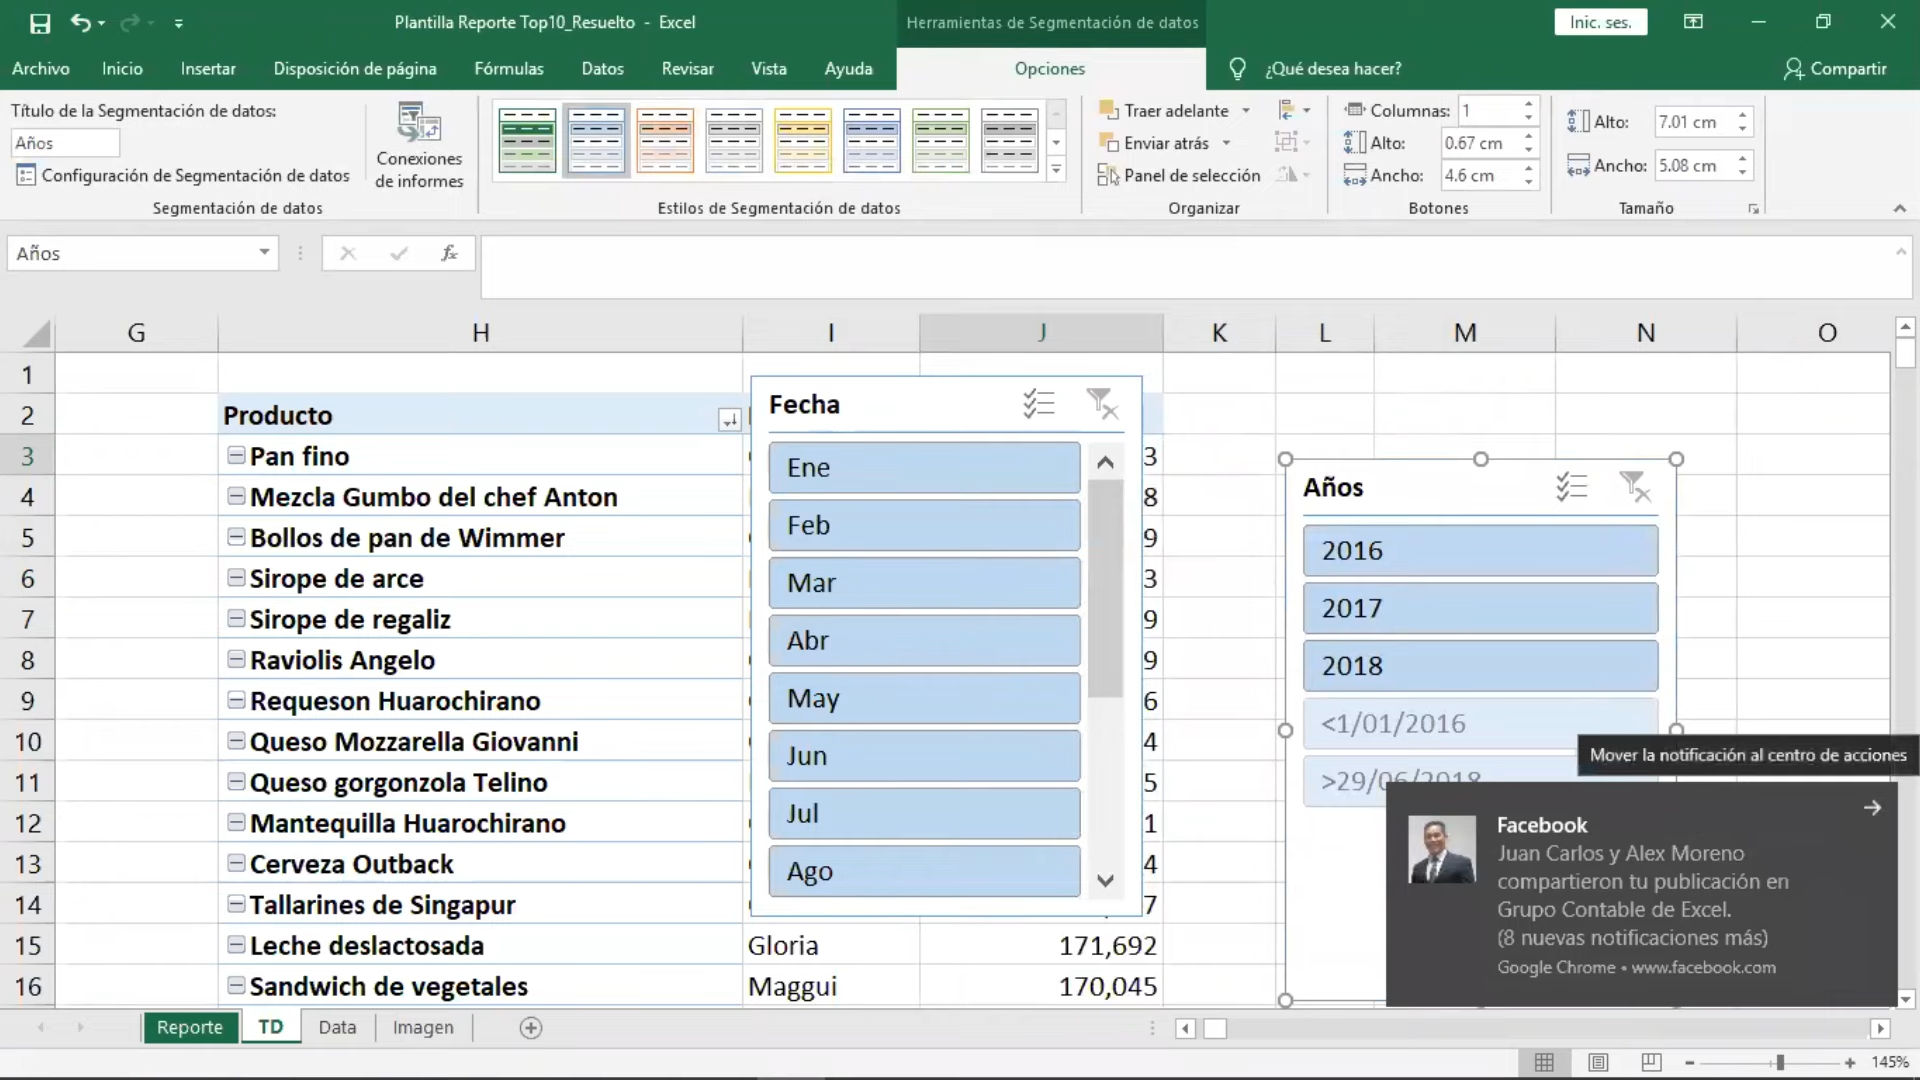 Plantilla Reporte Top10_Resuelto - Excel
Herramientas de Segmentación de datos
Inic. ses.
Archivo Inicio Insertar Disposición de página Fórmulas Datos Revisar Vista Ayuda Opciones ¿Qué desea hacer? Compartir
Título de la Segmentación de datos:
Años
Configuración de Segmentación de datos
Segmentación de datos
Conexiones
de informes
Estilos de Segmentación de datos
Traer adelante
Enviar atrás
Panel de selección
Organizar
Columnas: 1
Alto: 0.67 cm
Ancho: 4.6 cm
Botones
Alto: 7.01 cm
Ancho: 5.08 cm
Tamaño
Años
fx
G H I J K L M N O
1
2 Producto
3 Pan fino 3
4 Mezcla Gumbo del chef Anton 8
5 Bollos de pan de Wimmer 9
6 Sirope de arce 3
7 Sirope de regaliz 9
8 Raviolis Angelo 9
9 Requeson Huarochirano 6
10 Queso Mozzarella Giovanni 4
11 Queso gorgonzola Telino 5
12 Mantequilla Huarochirano 1
13 Cerveza Outback 4
14 Tallarines de Singapur 7
15 Leche deslactosada Gloria 171,692
16 Sandwich de vegetales Maggui 170,045
Fecha
Ene
Feb
Mar
Abr
May
Jun
Jul
Ago
Años
2016
2017
2018
<1/01/2016
>29/06/2018
Mover la notificación al centro de acciones
Facebook
Juan Carlos y Alex Moreno
compartieron tu publicación en
Grupo Contable de Excel.
(8 nuevas notificaciones más)
Google Chrome • www.facebook.com
Reporte TD Data Imagen
145%